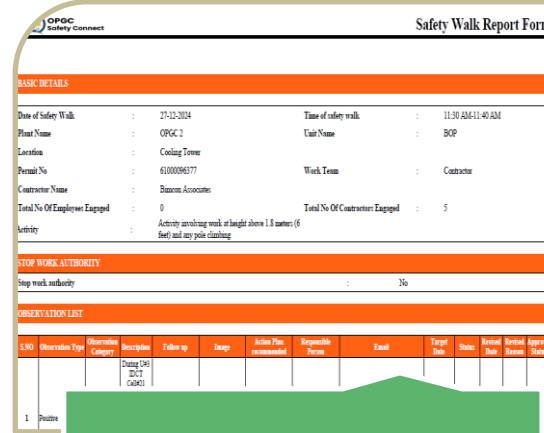 OPGC
Safety Connect
Safety Walk Report Form
BASIC DETAILS
Date of Safety Walk : 27-12-2024 Time of safety walk : 11:30 AM-11:40 AM
Plant Name : OPGC 2 Unit Name : BOP
Location : Cooling Tower
Permit No : 61000096377 Work Team : Contractor
Contractor Name : Bimcon Associates
Total No Of Employees Engaged : 0 Total No Of Contractors Engaged : 5
Activity : Activity involving work at height above 1.8 meters (6
feet) and any pole climbing
STOP WORK AUTHORITY
Stop work authority : No
OBSERVATION LIST
S.NO Observation Type Observation Category Description Follow up Image Action Plan recommended Responsible Person Email Target Date Status Revised Date Revised Reason Approval Status
During U#3
IDCT
Cell#21
1 Positive